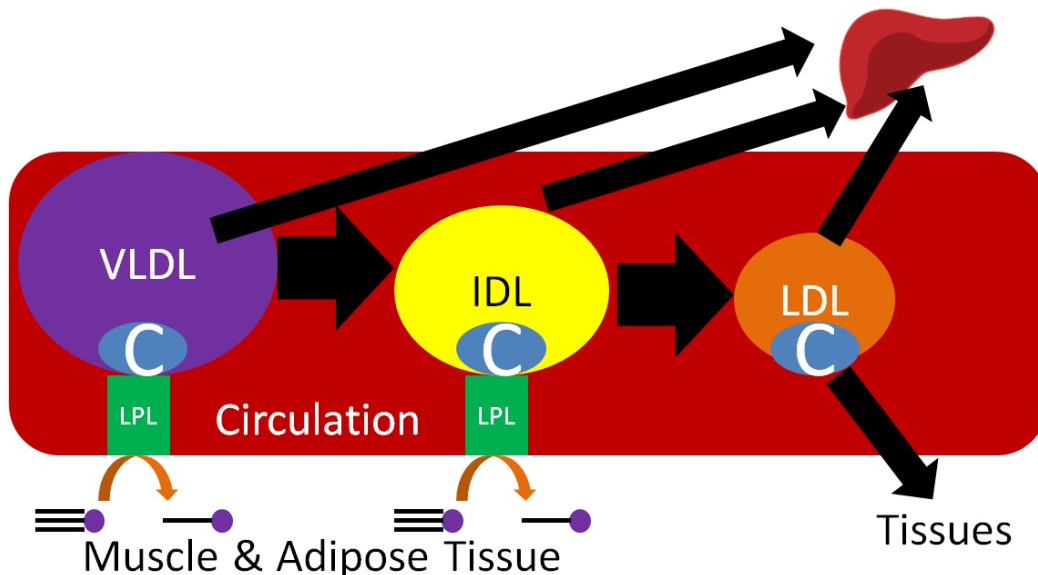 VLDL
IDL
LDL
C
C
C
LPL
Circulation
LPL
Muscle & Adipose Tissue
Tissues